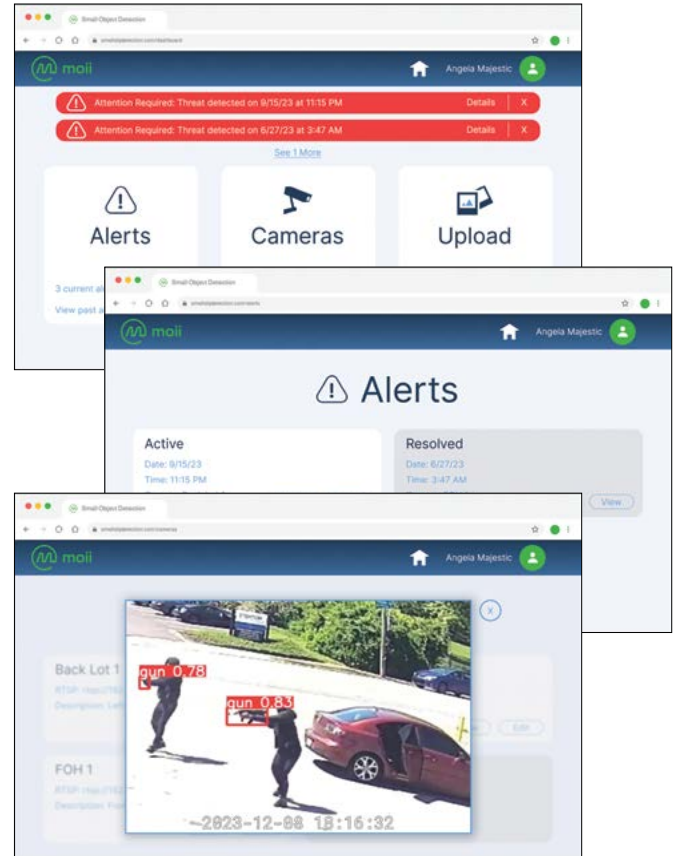 Small Object Detection
moii
Angela Majestic
Attention Required: Threat detected on 9/15/23 at 11:15 PM
Details
X
Attention Required: Threat detected on 6/27/23 at 3:47 AM
Details
X
See 1 More
Alerts
Cameras
Upload
3 current al
View past a
Small Object Detection
moii
Angela Majestic
Alerts
Active
Date: 9/15/23
Time: 11:15 PM
Resolved
Date: 6/27/23
Time: 3:47 AM
View
Small Object Detection
moii
Angela Majestic
X
Back Lot 1
Edit
FOH 1
gun 0.78
gun 0.83
2023-12-08 18:16:32